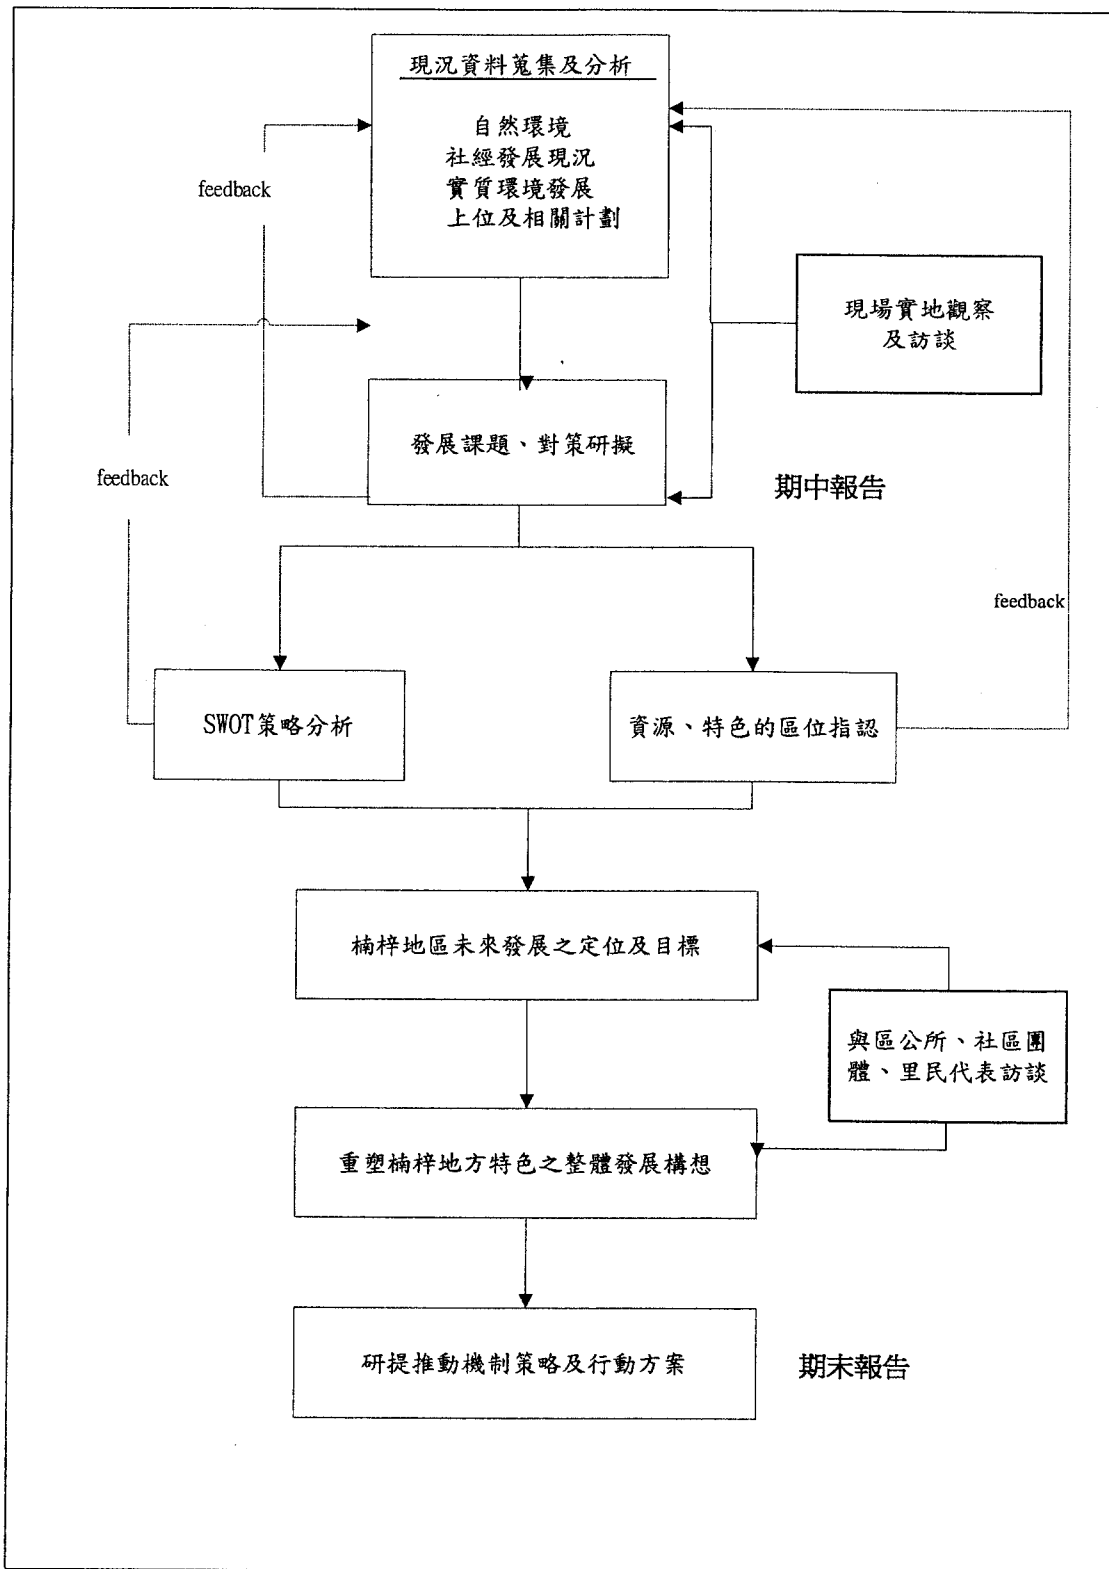 現況資料蒐集及分析
自然環境
社經發展現況
實質環境發展
上位及相關計劃
feedback
現場實地觀察
及訪談
發展課題、對策研擬
feedback
期中報告
feedback
SWOT策略分析
資源、特色的區位指認
楠梓地區未來發展之定位及目標
與區公所、社區團
體、里民代表訪談
重塑楠梓地方特色之整體發展構想
研提推動機制策略及行動方案
期末報告